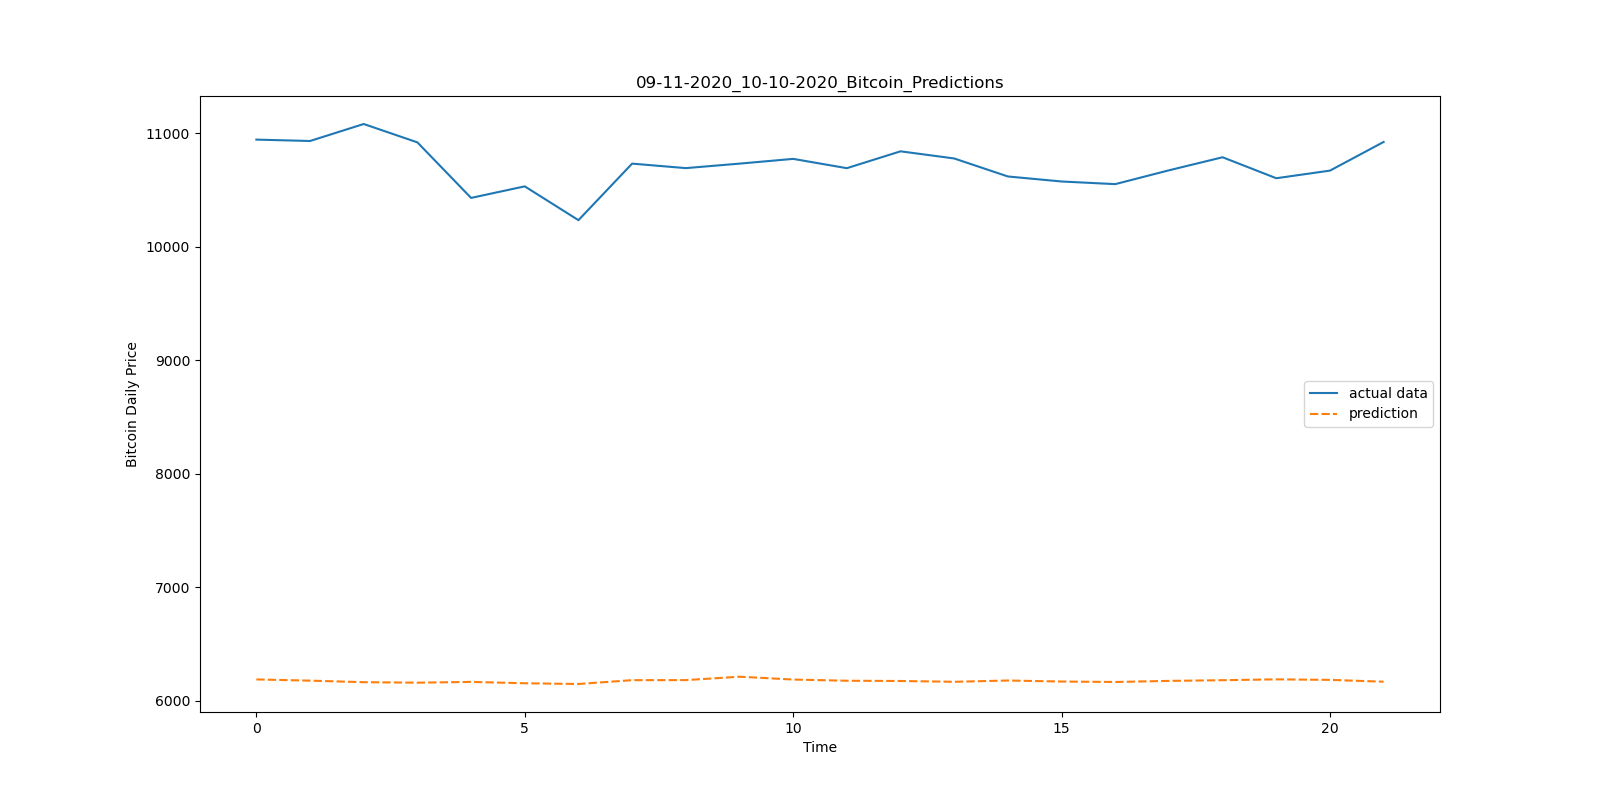 09-11-2020_10-10-2020_Bitcoin_Predictions
11000
10000
9000
8000
7000
6000
Bitcoin Daily Price
actual data
prediction
0 5 10 15 20
Time